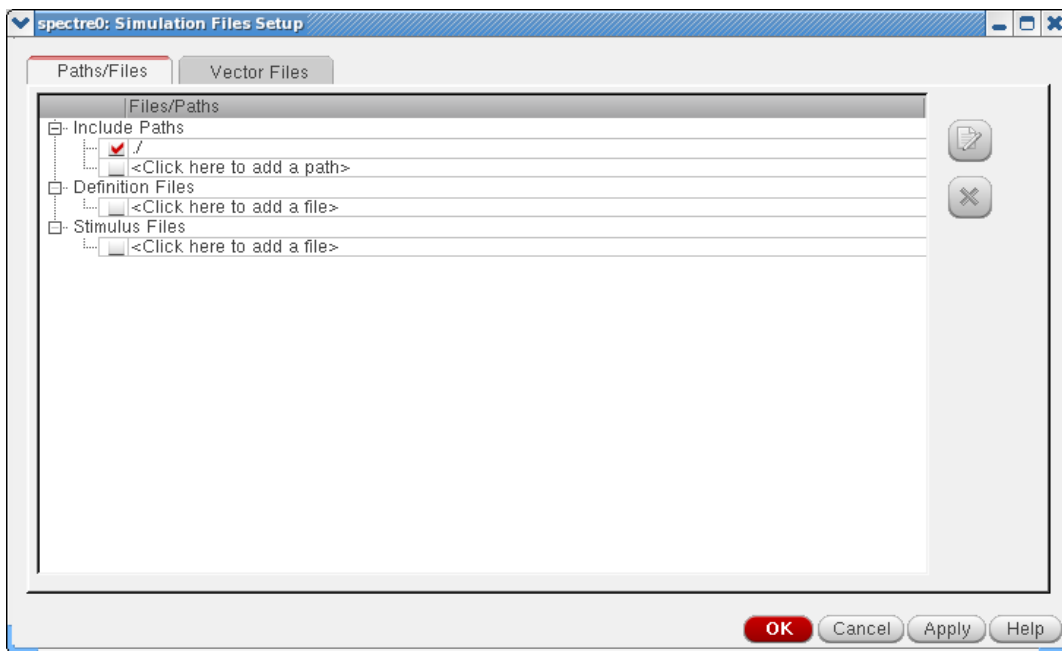 spectre0: Simulation Files Setup
Paths/Files Vector Files
Files/Paths
Include Paths
./
<Click here to add a path>
Definition Files
<Click here to add a file>
Stimulus Files
<Click here to add a file>
OK Cancel Apply Help